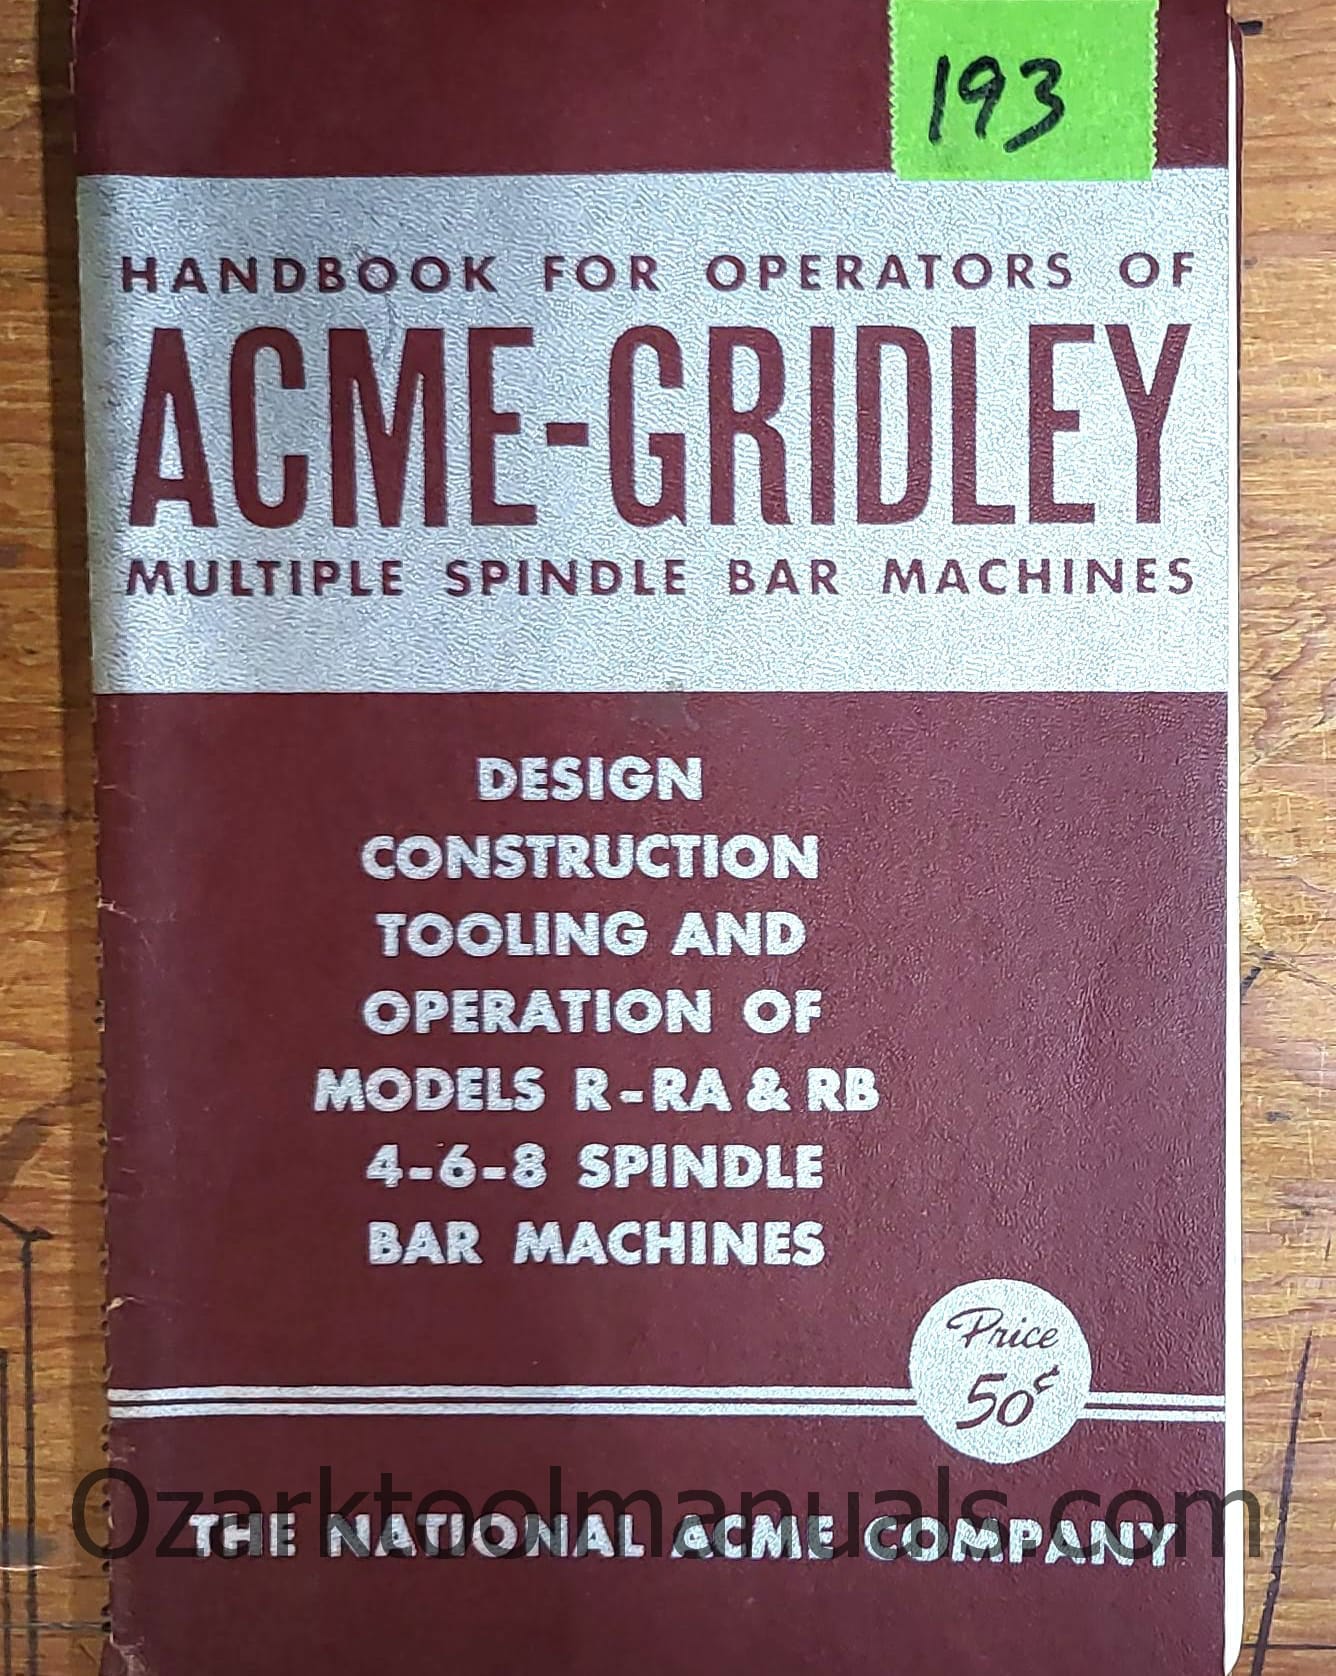 193
HANDBOOK FOR OPERATORS OF
ACME-GRIDLEY
MULTIPLE SPINDLE BAR MACHINES
DESIGN
CONSTRUCTION
TOOLING AND
OPERATION OF
MODELS R-RA & RB
4-6-8 SPINDLE
BAR MACHINES
Price
50¢
THE NATIONAL ACME COMPANY
Ozarktoolmanuals.com